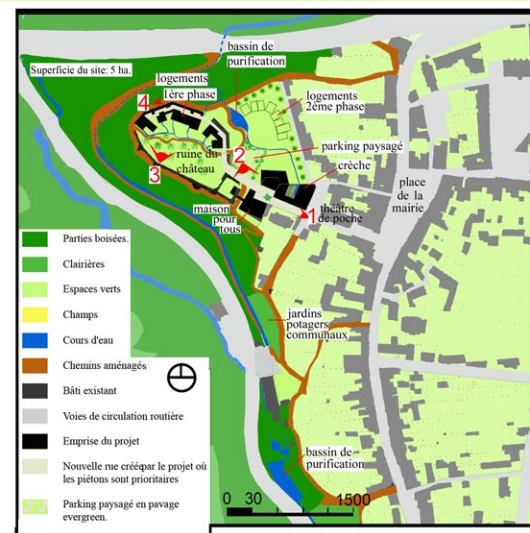 bassin de
purification
Superficie du site: 5 ha.
logements
1ère phase
4
logements
2ème phase
2
parking paysagé
crèche
ruine du
château
3
place
de la
mairie
1
théâtre
de poche
maison
pour
tous
jardins
potagers
communaux
bassin de
purification
0 30 1500
Parties boisées.
Clairières
Espaces verts
Champs
Cours d'eau
Chemins aménagés
Bâti existant
Voies de circulation routière
Emprise du projet
Nouvelle rue créépar le projet où
les piétons sont prioritaires
Parking paysagé en pavage
evergreen.